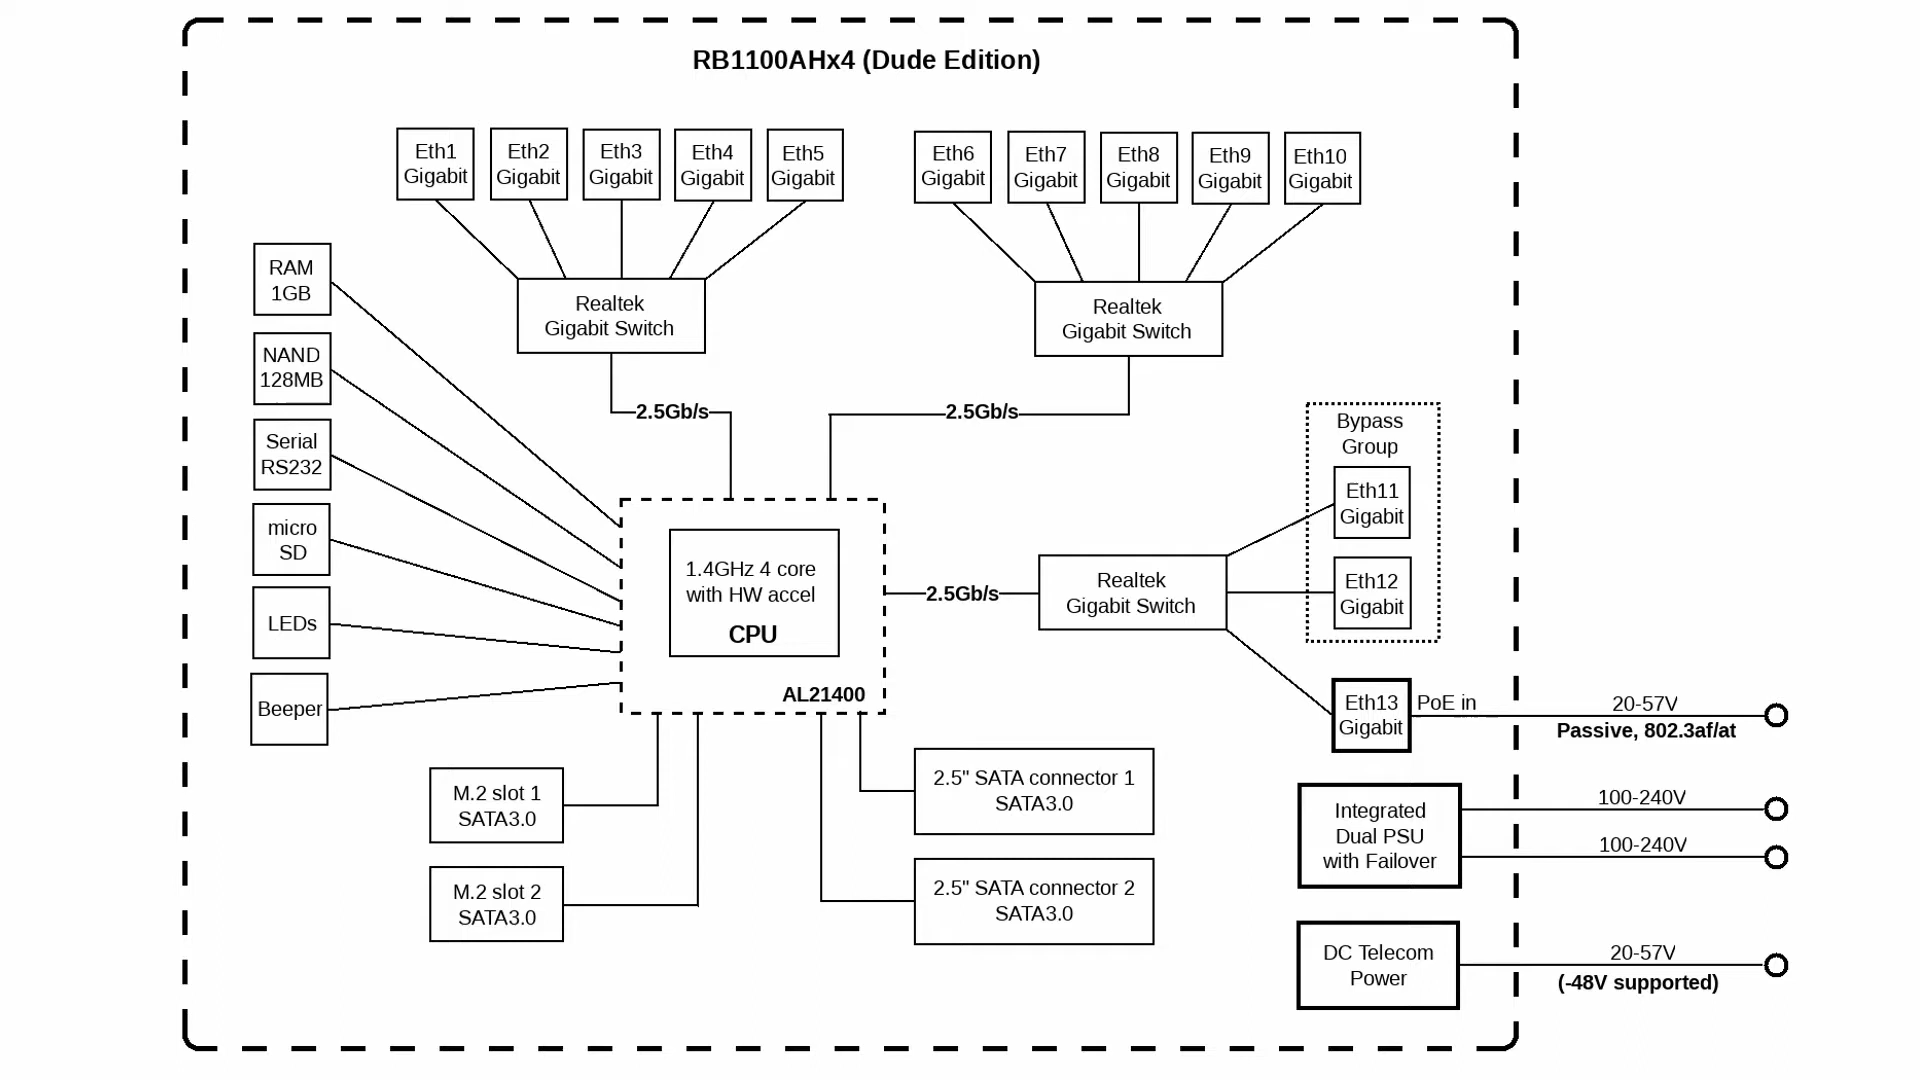 RB1100AHx4 (Dude Edition)
Eth1
Gigabit
Eth2
Gigabit
Eth3
Gigabit
Eth4
Gigabit
Eth5
Gigabit
Eth6
Gigabit
Eth7
Gigabit
Eth8
Gigabit
Eth9
Gigabit
Eth10
Gigabit
RAM
1GB
NAND
128MB
Serial
RS232
micro
SD
LEDs
Beeper
Realtek
Gigabit Switch
Realtek
Gigabit Switch
2.5Gb/s
2.5Gb/s
Bypass
Group
Eth11
Gigabit
Eth12
Gigabit
1.4GHz 4 core
with HW accel
CPU
AL21400
2.5Gb/s
Realtek
Gigabit Switch
Eth13
Gigabit
PoE in
20-57V
Passive, 802.3af/at
M.2 slot 1
SATA3.0
M.2 slot 2
SATA3.0
2.5" SATA connector 1
SATA3.0
2.5" SATA connector 2
SATA3.0
Integrated
Dual PSU
with Failover
100-240V
100-240V
DC Telecom
Power
20-57V
(-48V supported)